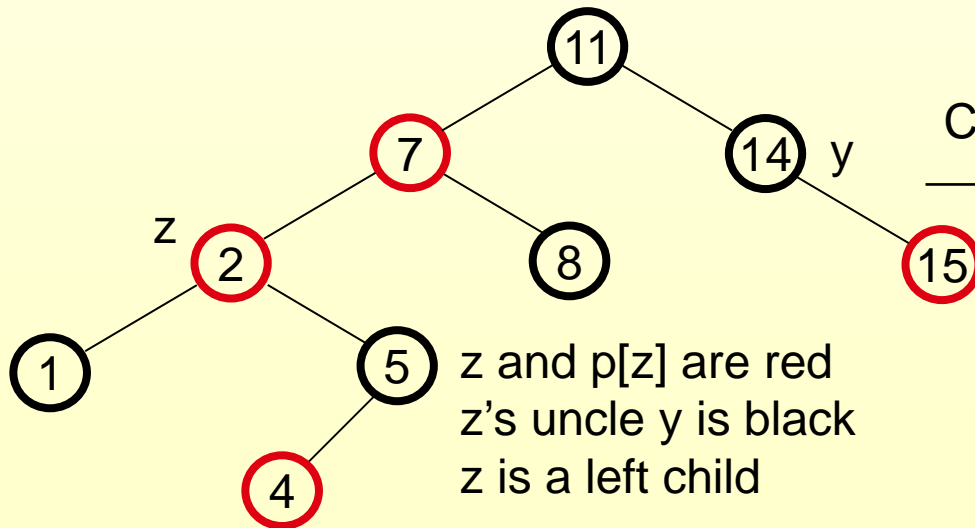 11
7
14 y
C
z
2
8
15
1
5
z and p[z] are red
z's uncle y is black
z is a left child
4